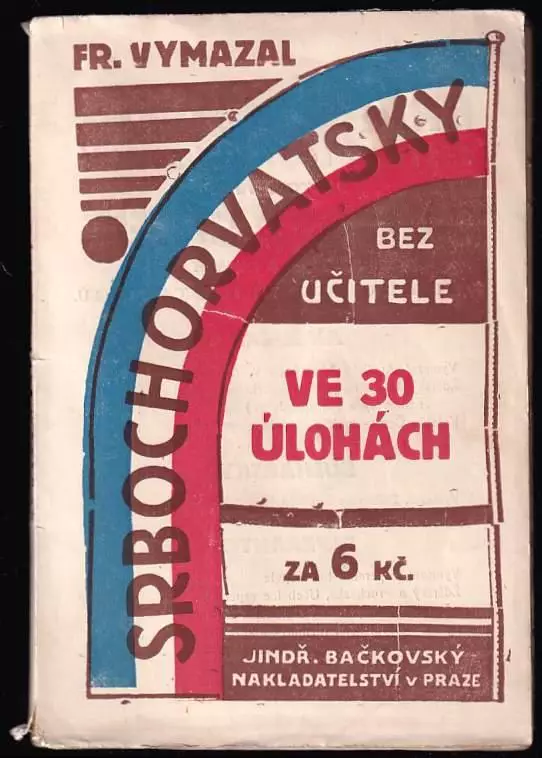 FR. VYMAZAL
SRBOCHORVATSKY
BEZ
UČITELE
VE 30
ÚLOHÁCH
ZA 6 KČ.
JINDŘ. BAČKOVSKÝ
NAKLADATELSTVÍ V PRAZE